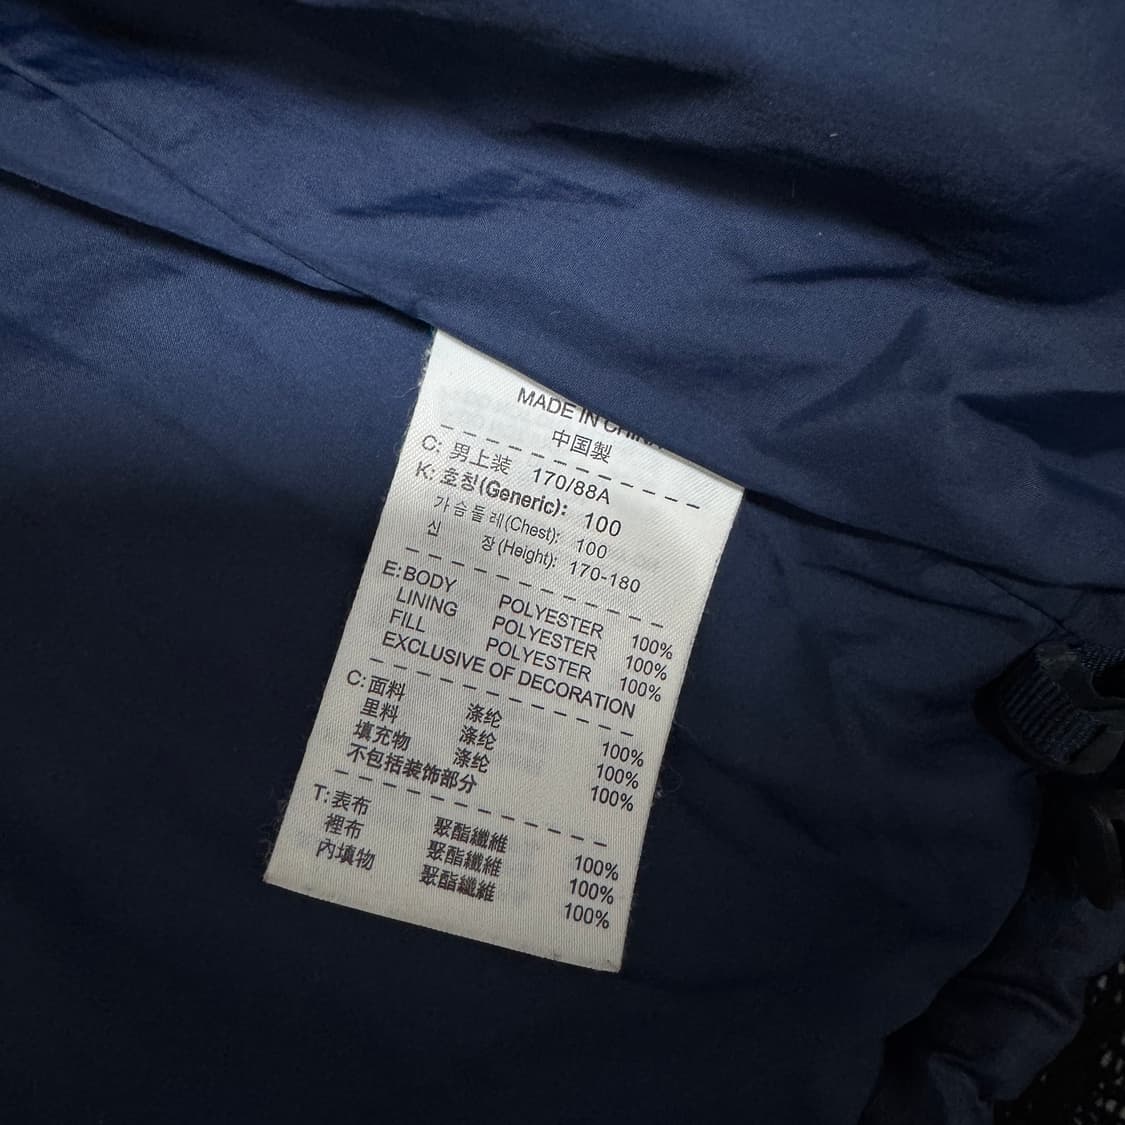 MADE IN CHINA
中国製
C: 男上装 170/88A
K: 호칭(Generic): 100
가슴둘레(Chest): 100
신 장(Height): 170-180
E: BODY POLYESTER 100%
LINING POLYESTER 100%
FILL POLYESTER 100%
EXCLUSIVE OF DECORATION
C: 面料 涤纶 100%
里料 涤纶 100%
填充物 涤纶 100%
不包括装饰部分
T: 表布 聚酯纖維 100%
裡布 聚酯纖維 100%
內填物 聚酯纖維 100%